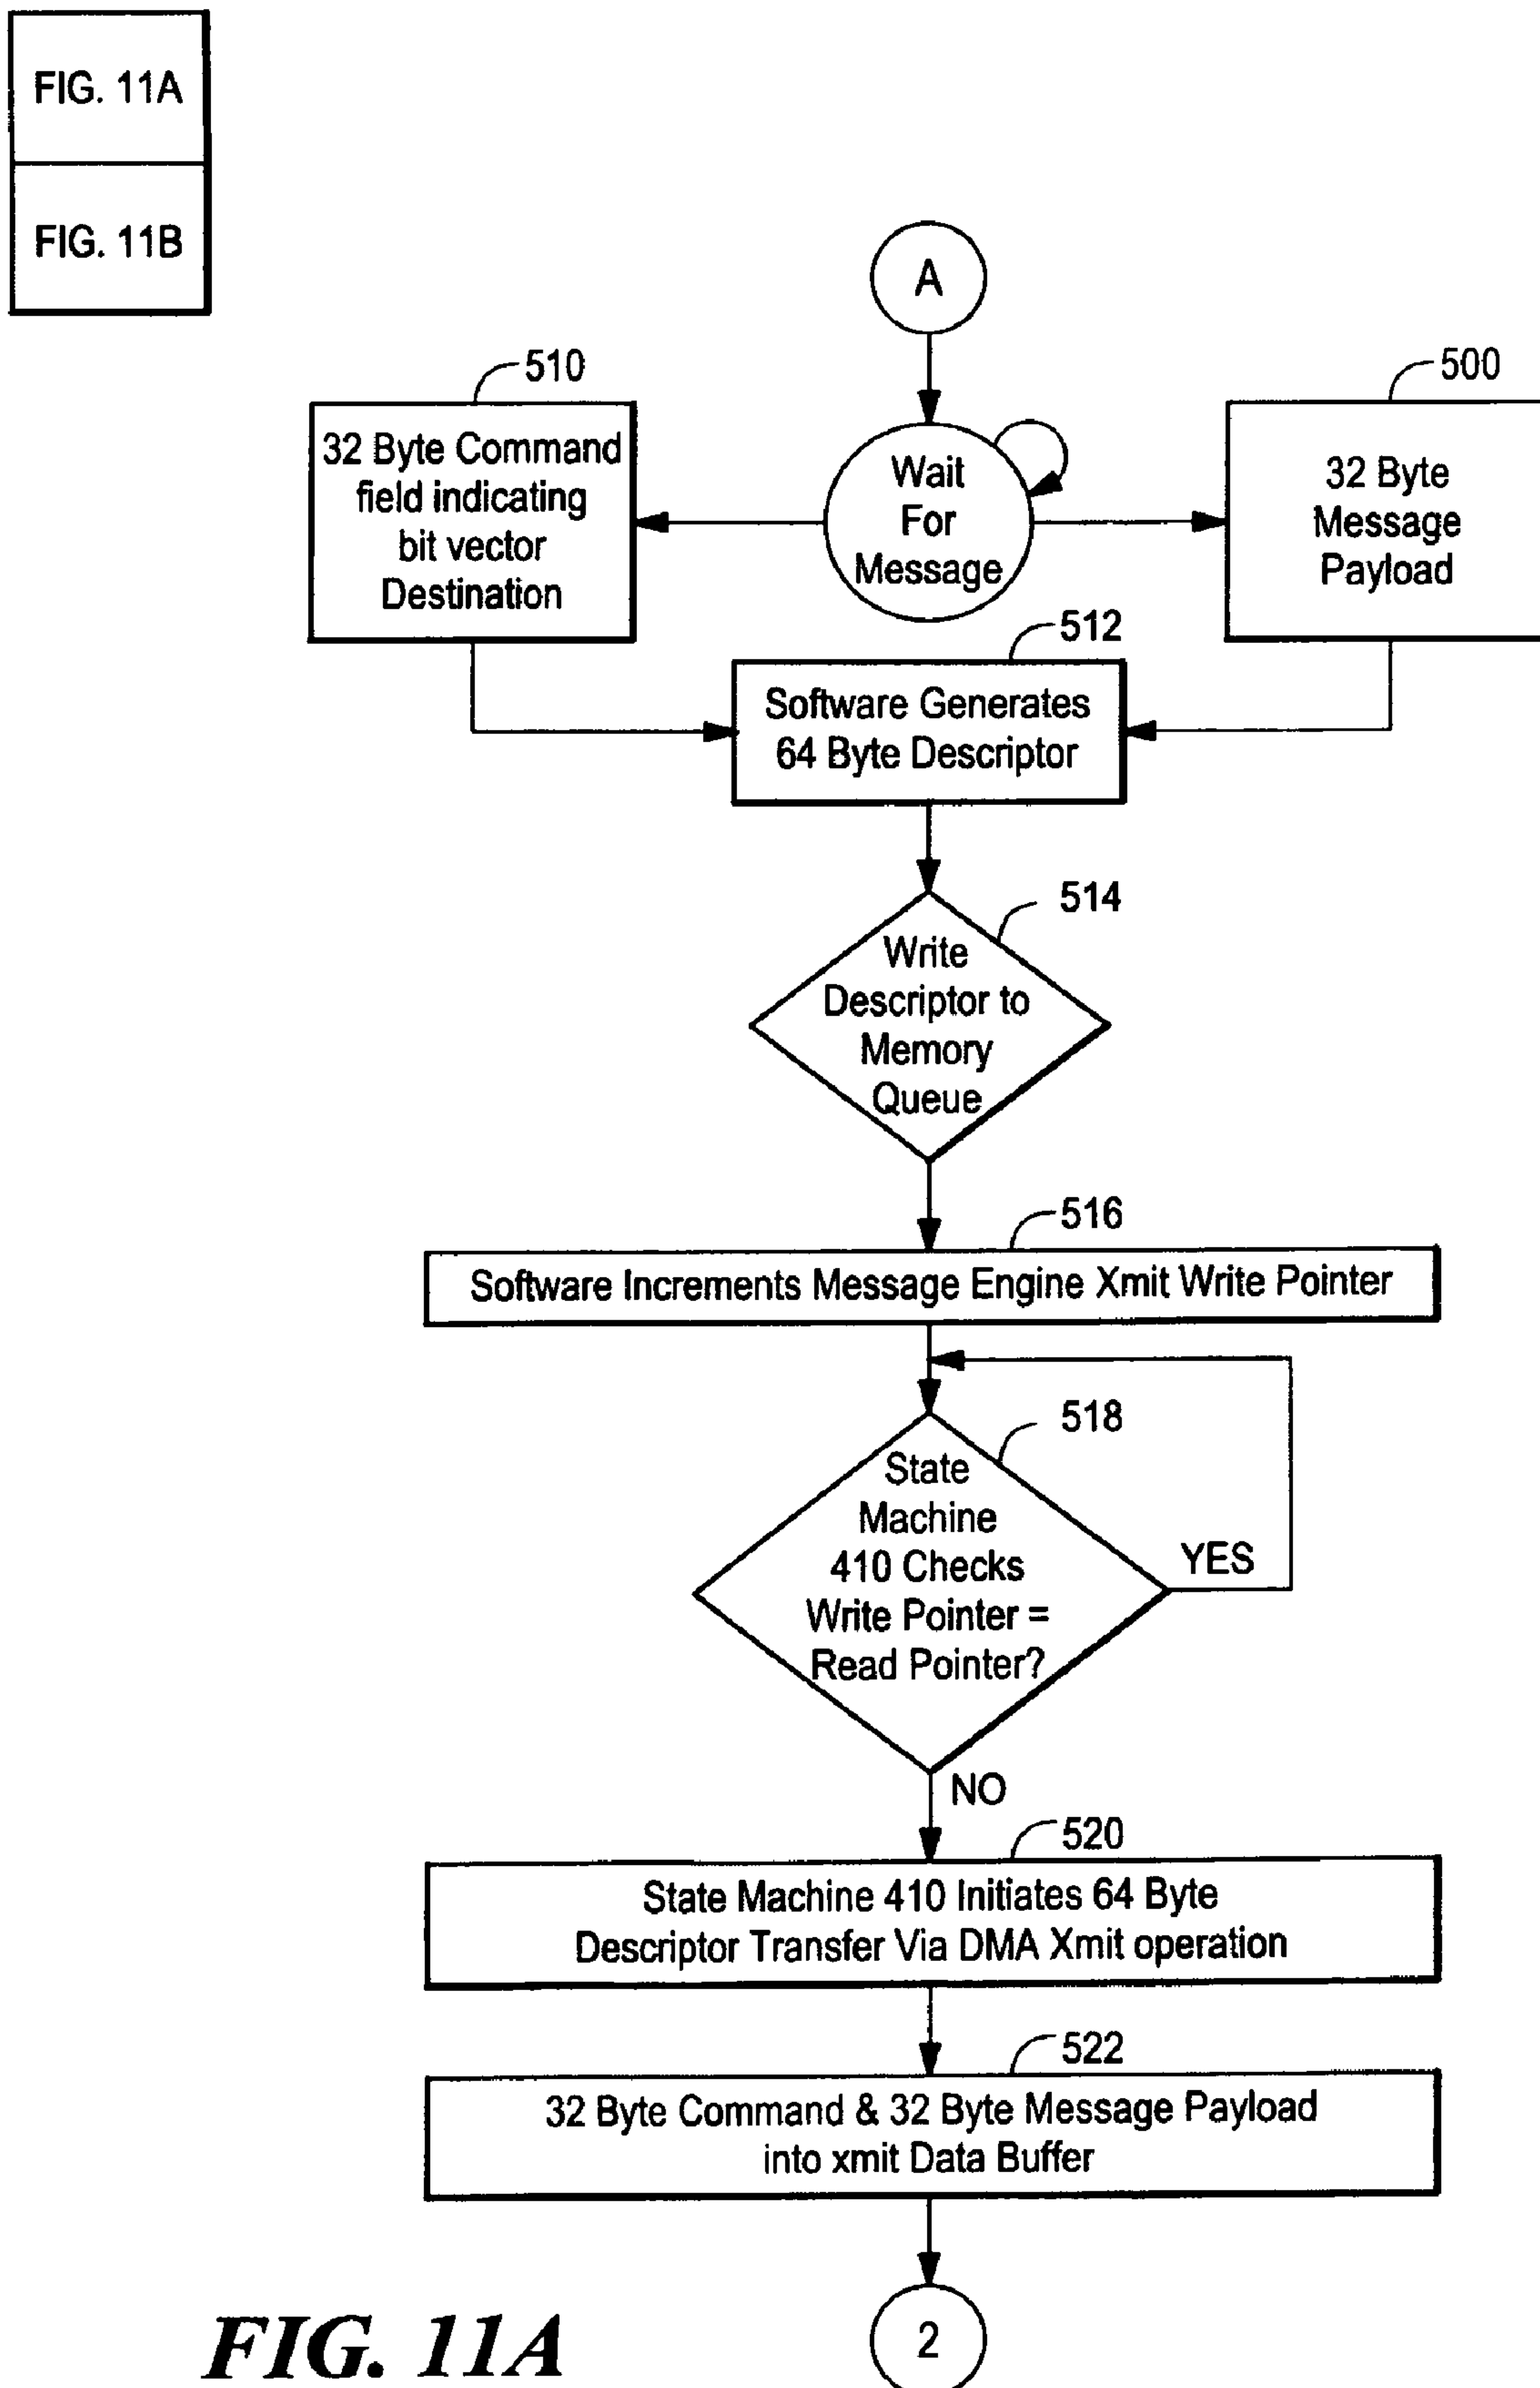 FIG. 11A
FIG. 11B
A
510
500
32 Byte Command
field indicating
bit vector
Destination
Wait
For
Message
32 Byte
Message
Payload
512
Software Generates
64 Byte Descriptor
514
Write
Descriptor to
Memory
Queue
516
Software Increments Message Engine Xmit Write Pointer
518
State
Machine
410 Checks
Write Pointer =
Read Pointer?
YES
NO
520
State Machine 410 Initiates 64 Byte
Descriptor Transfer Via DMA Xmit operation
522
32 Byte Command & 32 Byte Message Payload
into xmit Data Buffer
2
FIG. 11A